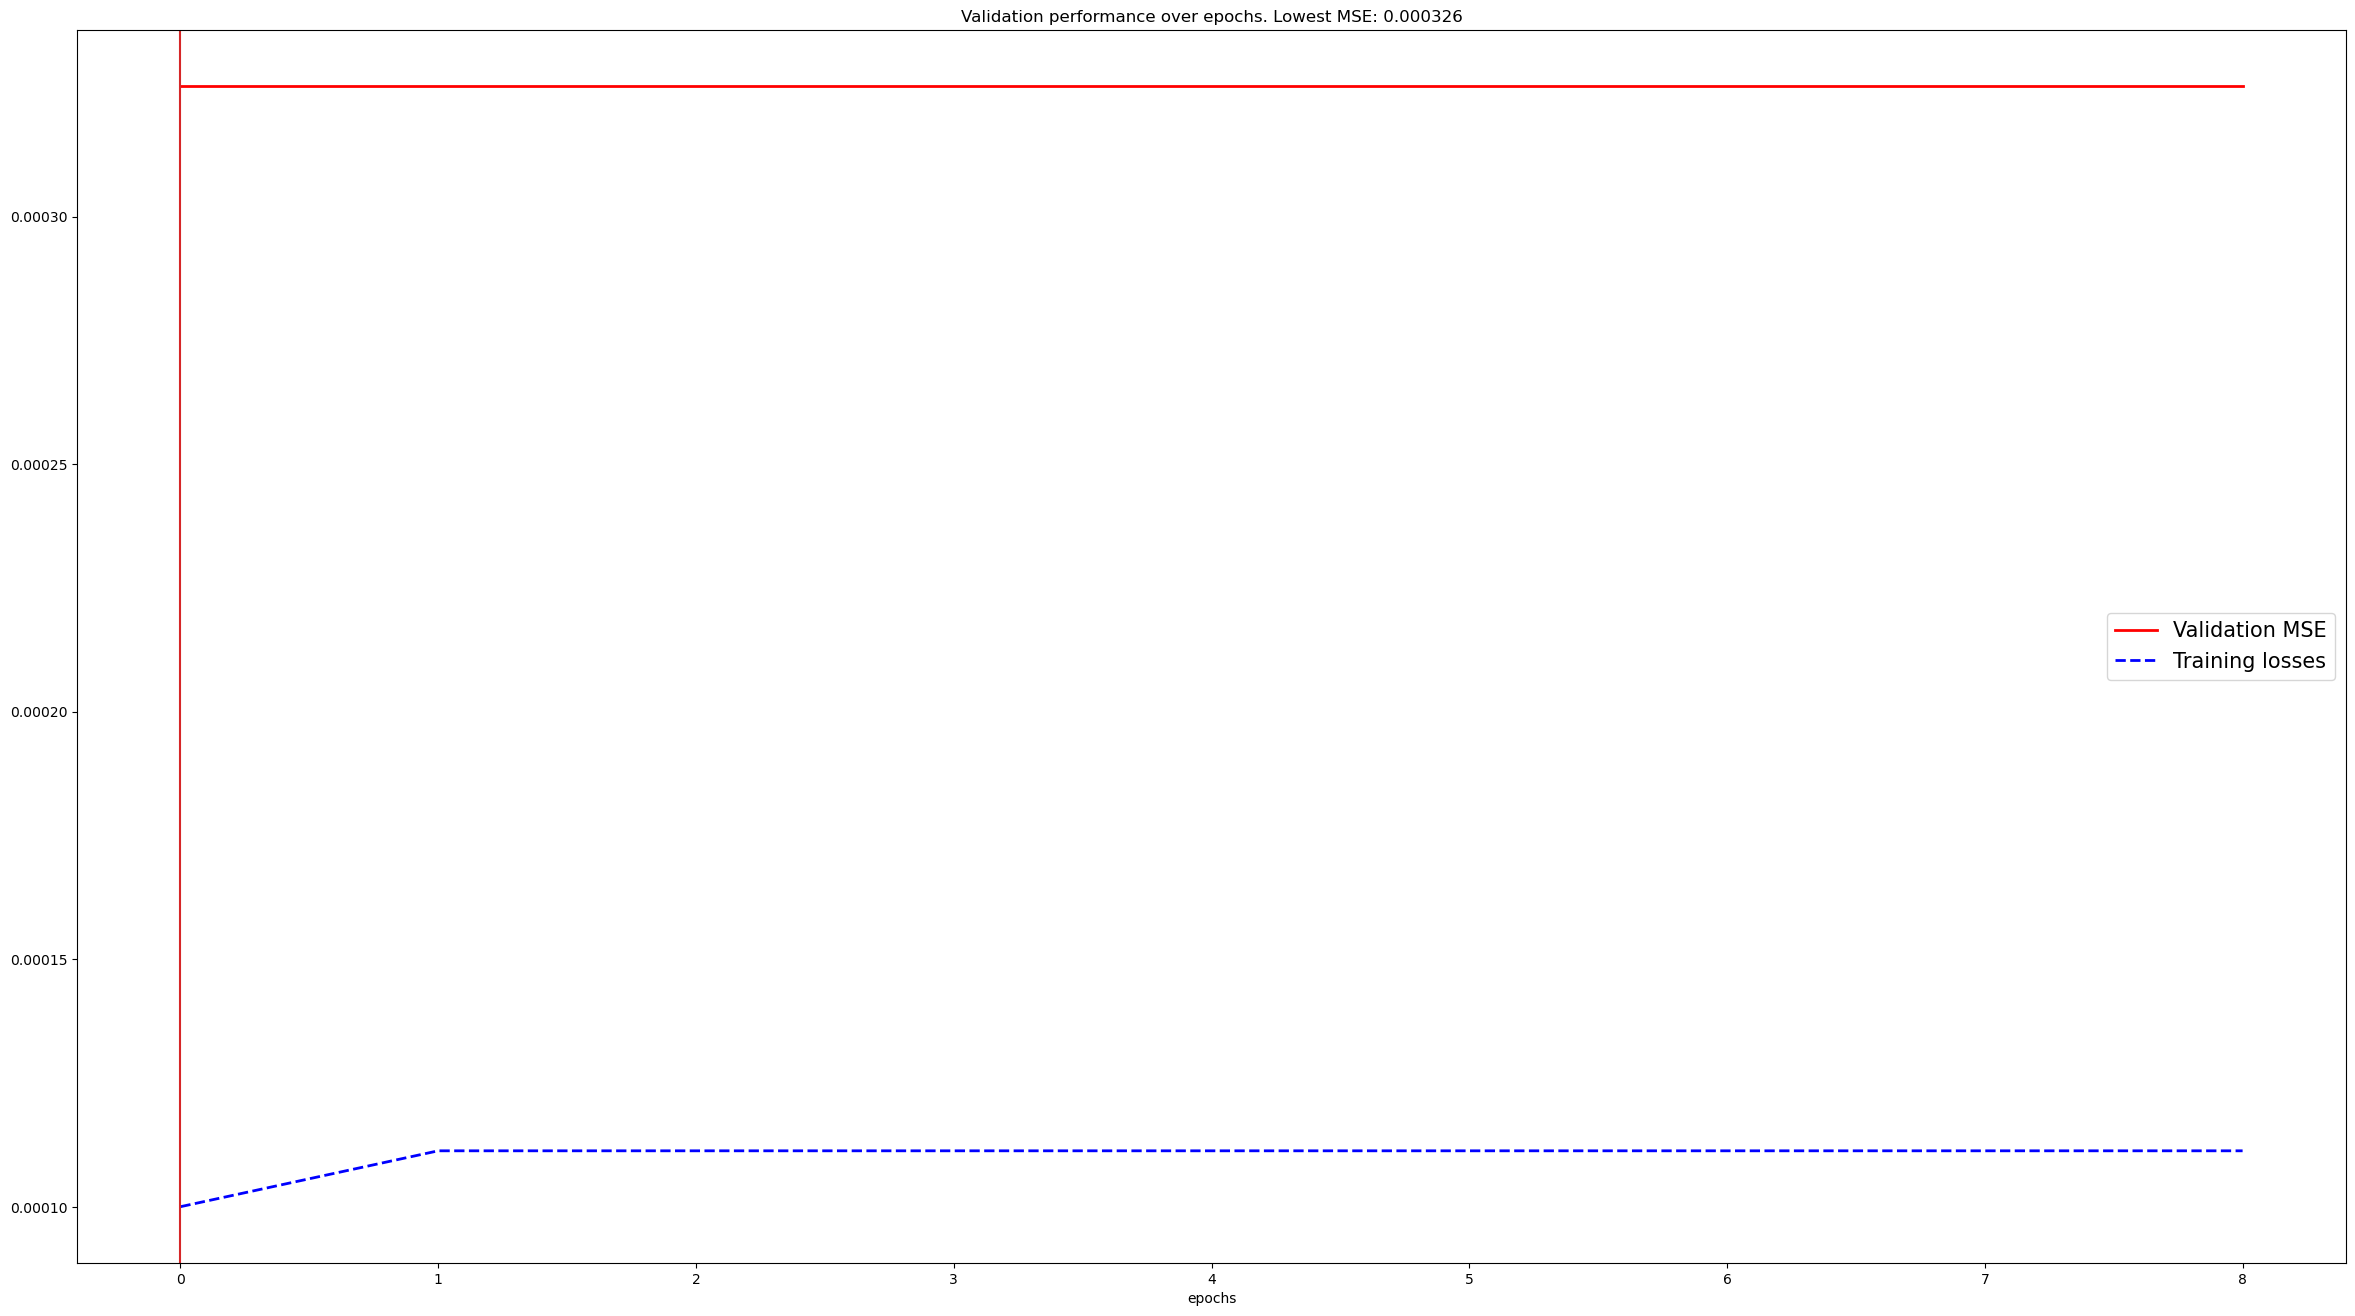 Validation performance over epochs. Lowest MSE: 0.000326
0.00030
0.00025
0.00020
0.00015
0.00010
Validation MSE
Training losses
0 1 2 3 4 5 6 7 8
epochs